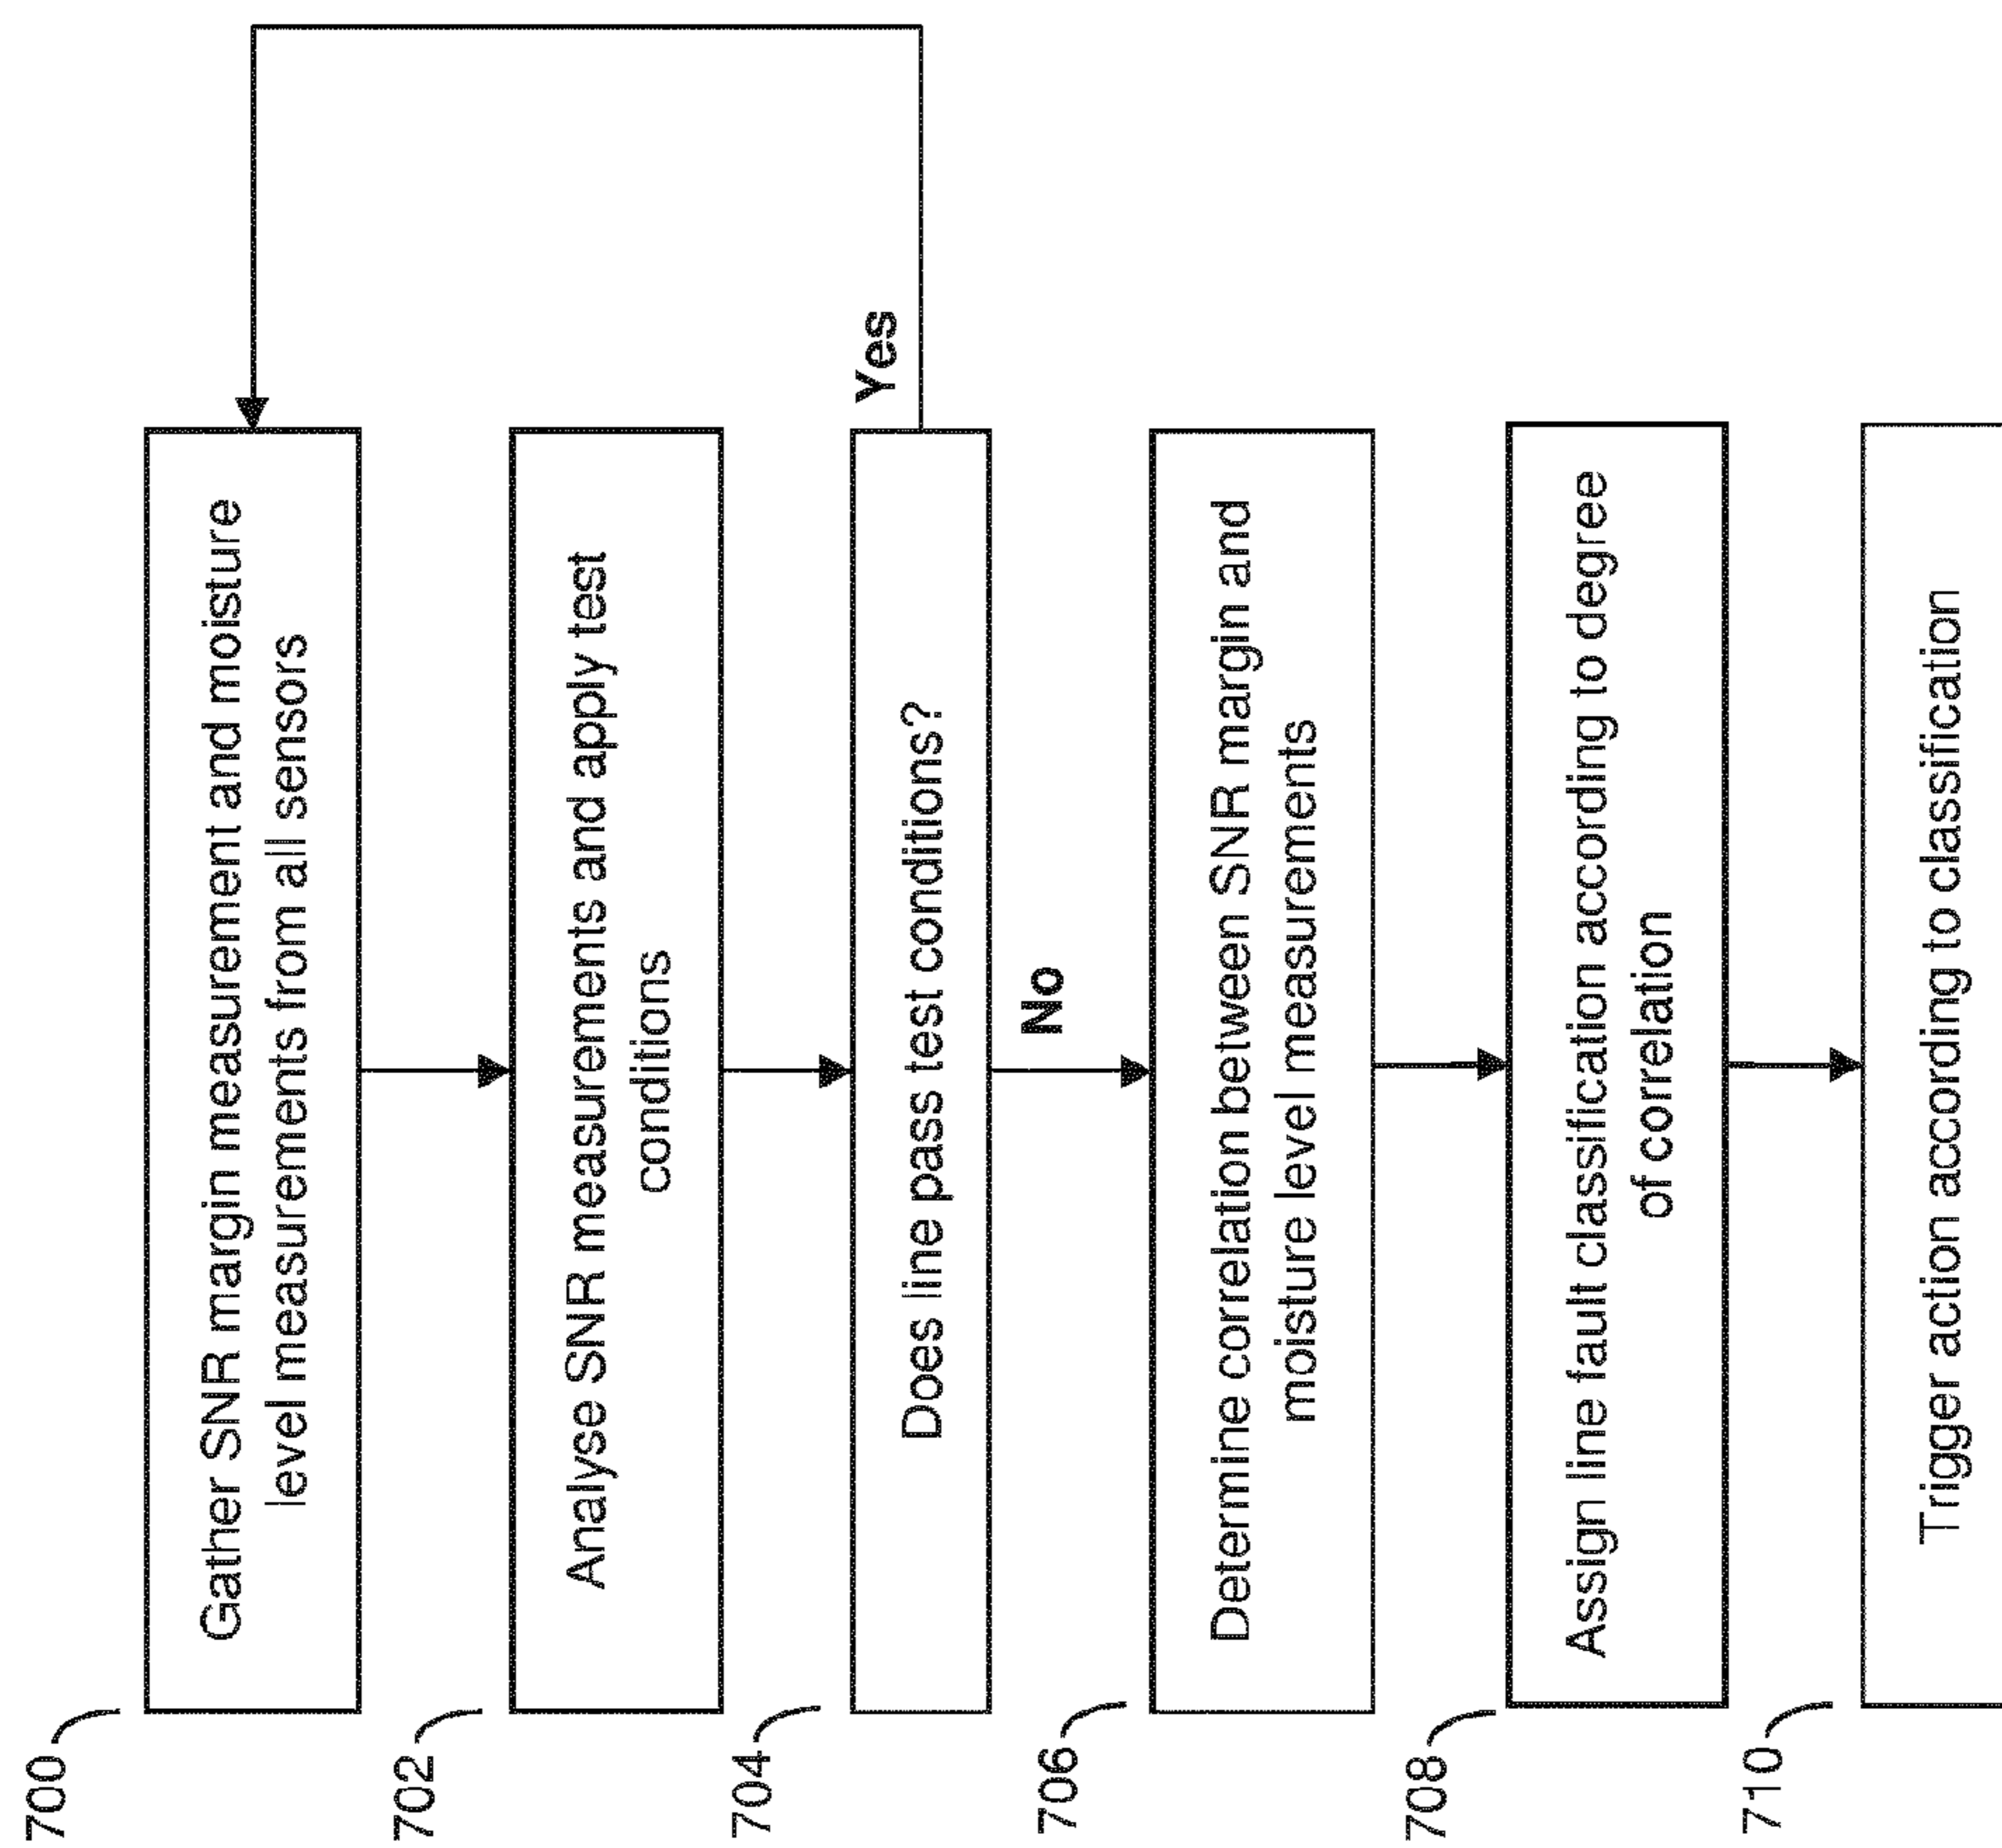 700
Gather SNR margin measurement and moisture
level measurements from all sensors
702
Analyse SNR measurements and apply test
conditions
704
Does line pass test conditions?
Yes
No
706
Determine correlation between SNR margin and
moisture level measurements
708
Assign line fault classification according to degree
of correlation
710
Trigger action according to classification